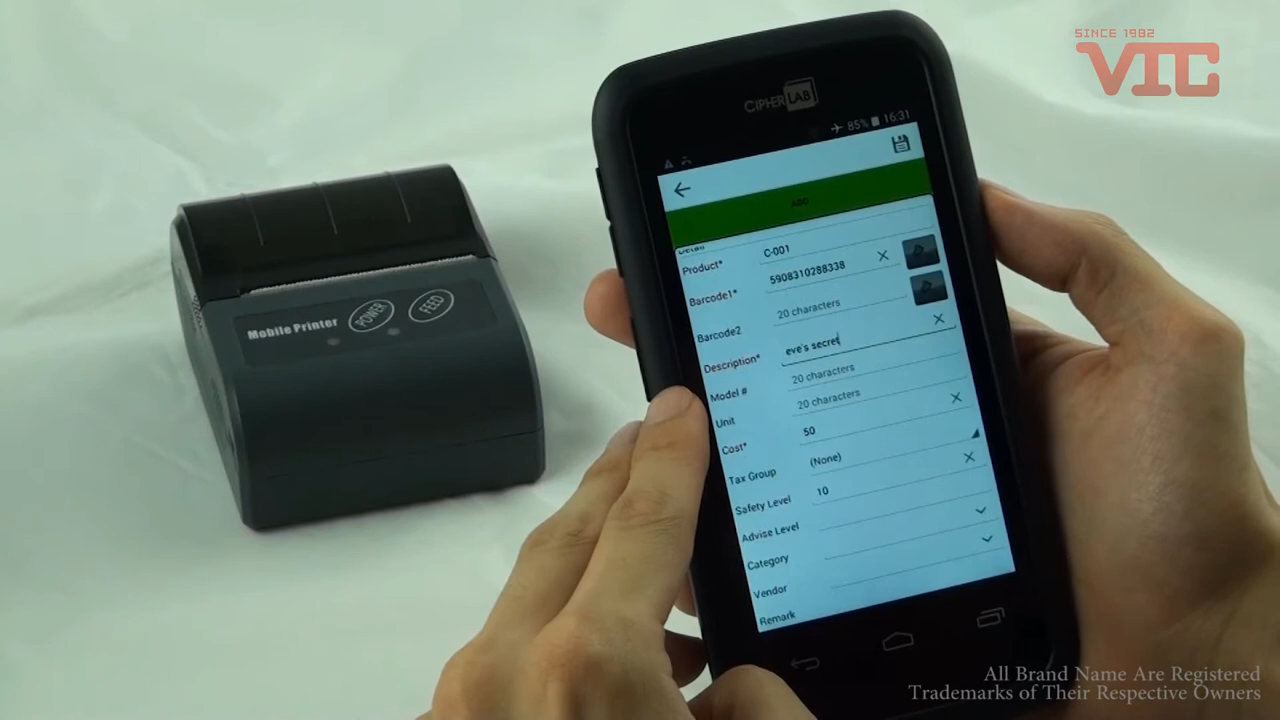 SINCE 1982
VIC
CIPHERLAB
85% 16:31
ADD
Product* C-001
Barcode1* 5908310288338
Barcode2 20 characters
Description* eve's secret
Model # 20 characters
Unit 20 characters
Cost* 50
Tax Group (None)
Safety Level 10
Advise Level
Category
Vendor
Remark
Mobile Printer POWER FEED
All Brand Name Are Registered
Trademarks of Their Respective Owners